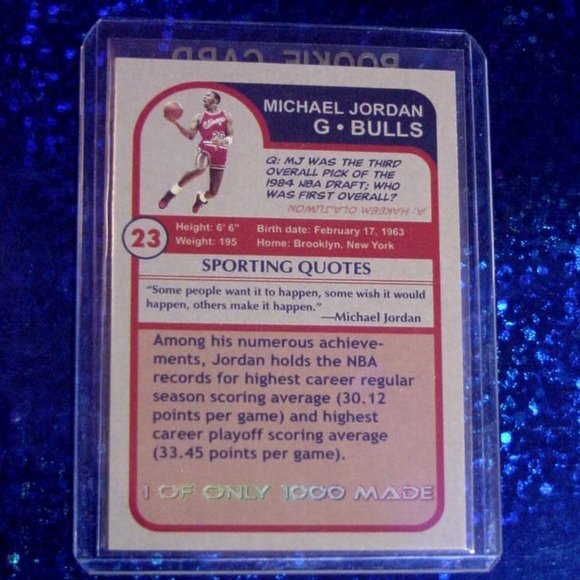 ROOKIE CARD
MICHAEL JORDAN
G • BULLS
Q: MJ WAS THE THIRD
OVERALL PICK OF THE
1984 NBA DRAFT; WHO
WAS FIRST OVERALL?
A: HAKEEM OLAJUWON
Chicago
23
23
Height: 6' 6" Birth date: February 17, 1963
Weight: 195 Home: Brooklyn, New York
SPORTING QUOTES
“Some people want it to happen, some wish it would
happen, others make it happen.”
—Michael Jordan
Among his numerous achieve-
ments, Jordan holds the NBA
records for highest career regular
season scoring average (30.12
points per game) and highest
career playoff scoring average
(33.45 points per game).
1 OF ONLY 1000 MADE